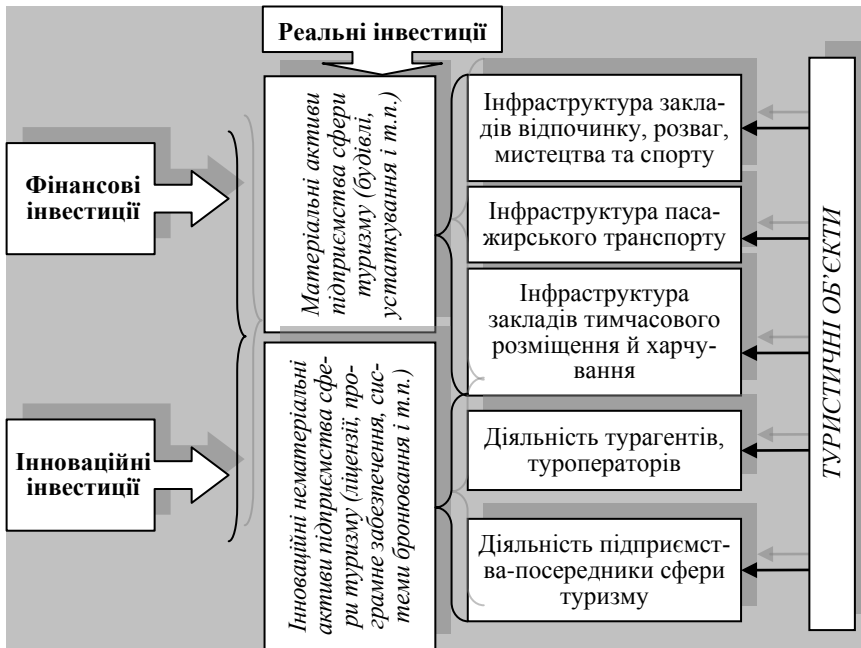 Реальні інвестиції
Фінансові
інвестиції
Інноваційні
інвестиції
Матеріальні активи
підприємства сфери
туризму (будівлі,
устаткування і т.п.)
Інноваційні нематеріальні
активи підприємства сфе-
ри туризму (ліцензії, про-
грамне забезпечення, сис-
теми бронювання і т.п.)
Інфраструктура закла-
дів відпочинку, розваг,
мистецтва та спорту
Інфраструктура паса-
жирського транспорту
Інфраструктура
закладів тимчасового
розміщення й харчу-
вання
Діяльність турагентів,
туроператорів
Діяльність підприємст-
ва-посередники сфери
туризму
ТУРИСТИЧНІ ОБ’ЄКТИ